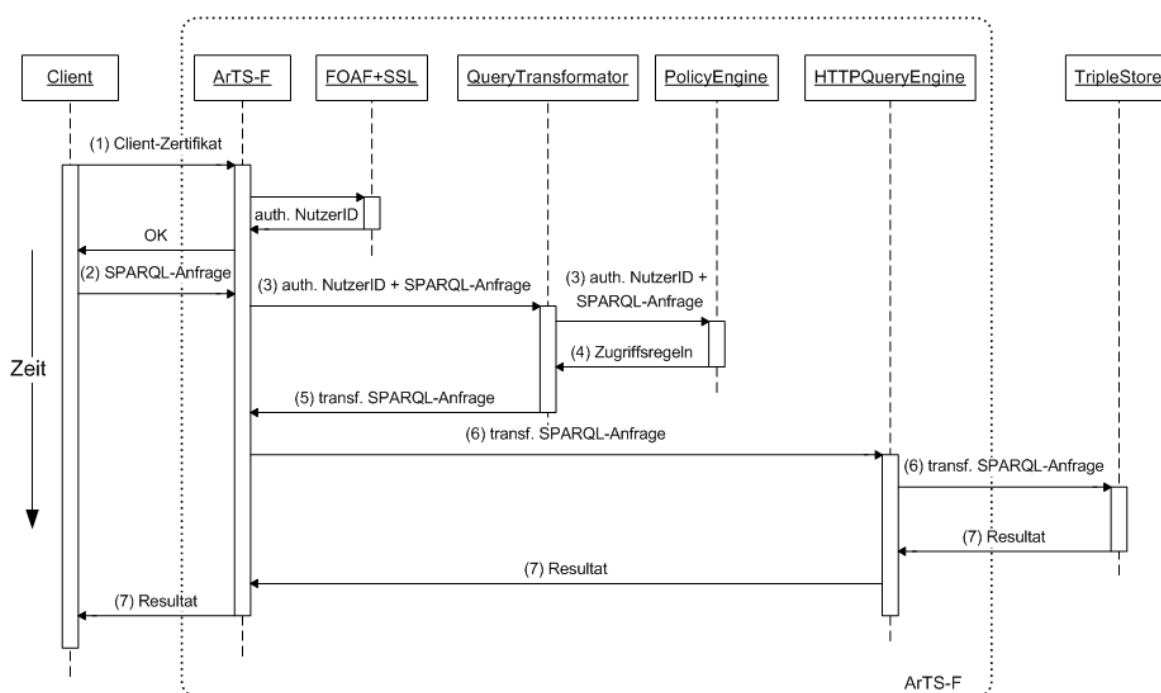 Client
ArTS-F
FOAF+SSL
QueryTransformator
PolicyEngine
HTTPQueryEngine
TripleStore
(1) Client-Zertifikat
auth. NutzerID
OK
(2) SPARQL-Anfrage
(3) auth. NutzerID + SPARQL-Anfrage
(3) auth. NutzerID +
SPARQL-Anfrage
(4) Zugriffsregeln
Zeit
(5) transf. SPARQL-Anfrage
(6) transf. SPARQL-Anfrage
(6) transf. SPARQL-Anfrage
(7) Resultat
(7) Resultat
(7) Resultat
ArTS-F